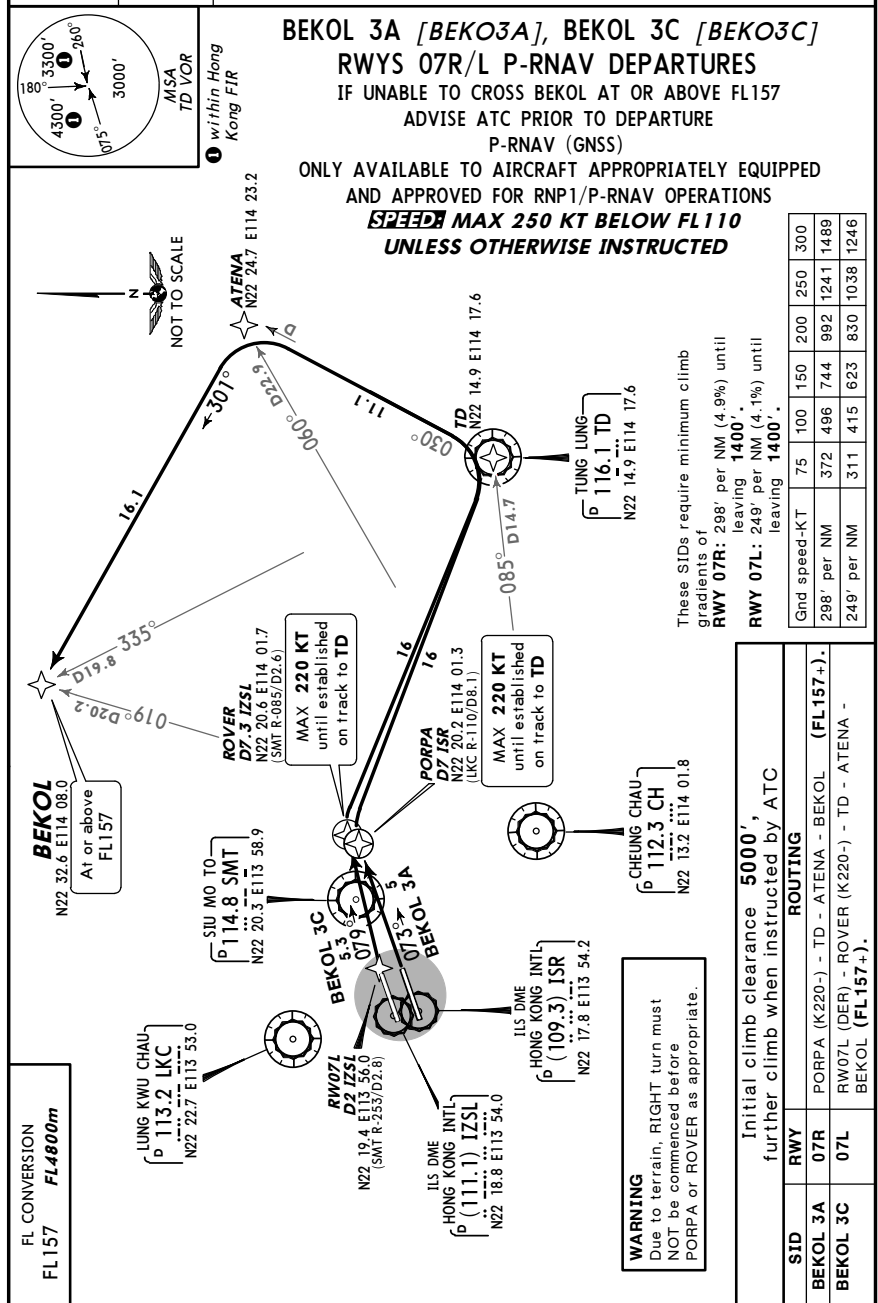 BEKOL 3A [BEKO3A], BEKOL 3C [BEKO3C]
RWYS 07R/L P-RNAV DEPARTURES
IF UNABLE TO CROSS BEKOL AT OR ABOVE FL157
ADVISE ATC PRIOR TO DEPARTURE
P-RNAV (GNSS)
ONLY AVAILABLE TO AIRCRAFT APPROPRIATELY EQUIPPED
AND APPROVED FOR RNP1/P-RNAV OPERATIONS
SPEED: MAX 250 KT BELOW FL110
UNLESS OTHERWISE INSTRUCTED
260°
3300'
1
180°
3000'
4300'
1
075°
MSA
TD VOR
1 within Hong
Kong FIR
N
NOT TO SCALE
ATENA
N22 24.7 E114 23.2
D
D22.9
060°
301°
16.1
11.1
030°
TD
N22 14.9 E114 17.6
TUNG LUNG
D 116.1 TD
N22 14.9 E114 17.6
085° D14.7
16
16
BEKOL
N22 32.6 E114 08.0
At or above
FL157
D19.8 335°
019° D20.2
ROVER
D7.3 IZSL
N22 20.6 E114 01.7
(SMT R-085/D2.6)
MAX 220 KT
until established
on track to TD
PORPA
D7 ISR
N22 20.2 E114 01.3
(LKC R-110/D8.1)
MAX 220 KT
until established
on track to TD
SIU MO TO
D 114.8 SMT
N22 20.3 E113 58.9
BEKOL 3C
5.3
079°
5
073°
BEKOL 3A
CHEUNG CHAU
D 112.3 CH
N22 13.2 E114 01.8
LUNG KWU CHAU
D 113.2 LKC
N22 22.7 E113 53.0
RW07L
D2 IZSL
N22 19.4 E113 56.0
(SMT R-253/D2.8)
ILS DME
HONG KONG INTL
D (111.1) IZSL
N22 18.8 E113 54.0
ILS DME
HONG KONG INTL
D (109.3) ISR
N22 17.8 E113 54.2
FL CONVERSION
FL157 FL4800m
WARNING
Due to terrain, RIGHT turn must
NOT be commenced before
PORPA or ROVER as appropriate.
These SIDs require minimum climb
gradients of
RWY 07R: 298' per NM (4.9%) until
leaving 1400'.
RWY 07L: 249' per NM (4.1%) until
leaving 1400'.
Gnd speed-KT 75 100 150 200 250 300
298' per NM 372 496 744 992 1241 1489
249' per NM 311 415 623 830 1038 1246
Initial climb clearance 5000',
further climb when instructed by ATC
SID RWY ROUTING
BEKOL 3A 07R PORPA (K220-) - TD - ATENA - BEKOL (FL157+).
BEKOL 3C 07L RW07L (DER) - ROVER (K220-) - TD - ATENA -
BEKOL (FL157+).